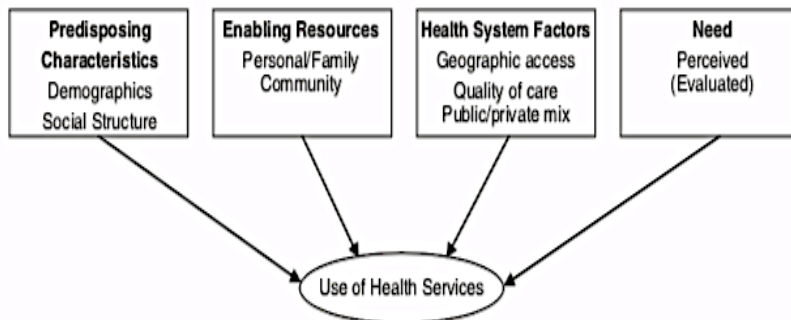 Predisposing
Characteristics
Demographics
Social Structure
Enabling Resources
Personal/Family
Community
Health System Factors
Geographic access
Quality of care
Public/private mix
Need
Perceived
(Evaluated)
Use of Health Services